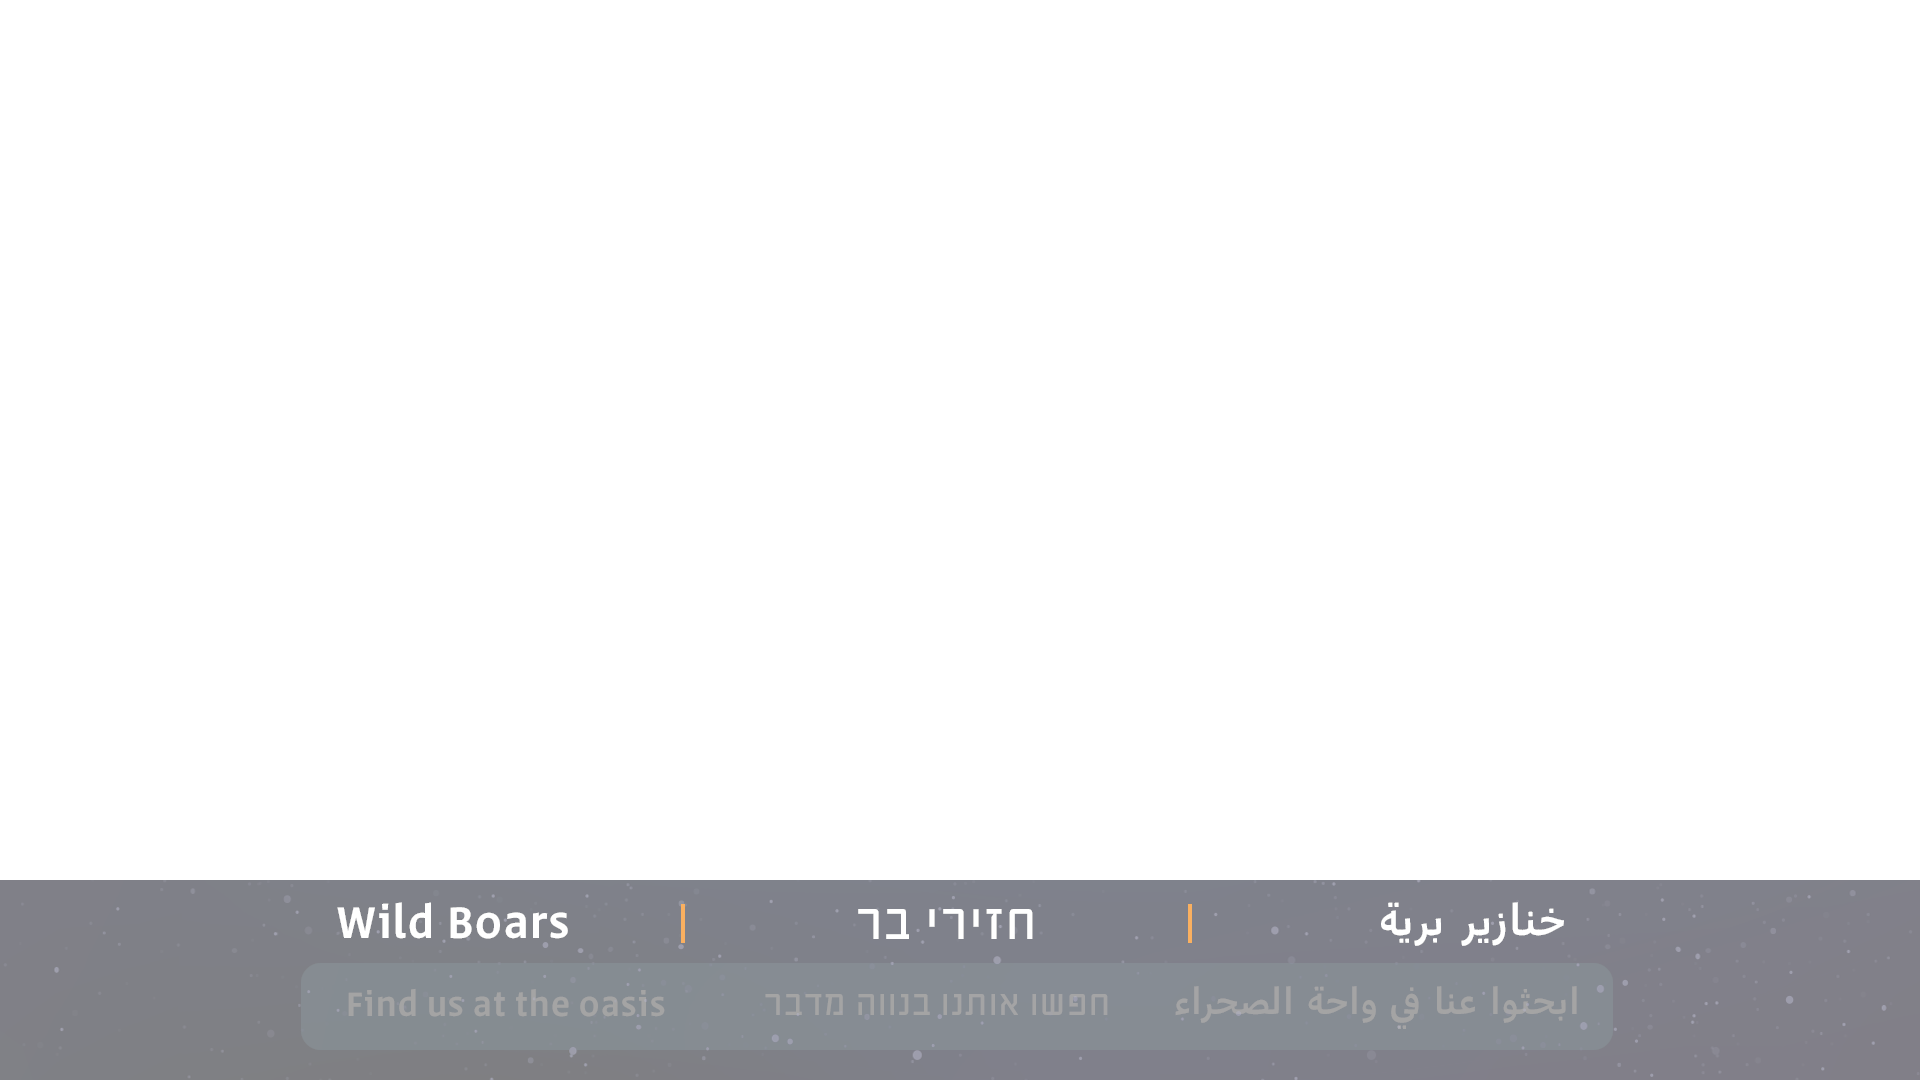 Wild Boars | חזירי בר | خنازير برية
Find us at the oasis חפשו אותנו בנווה מדבר ابحثوا عنا في واحة الصحراء